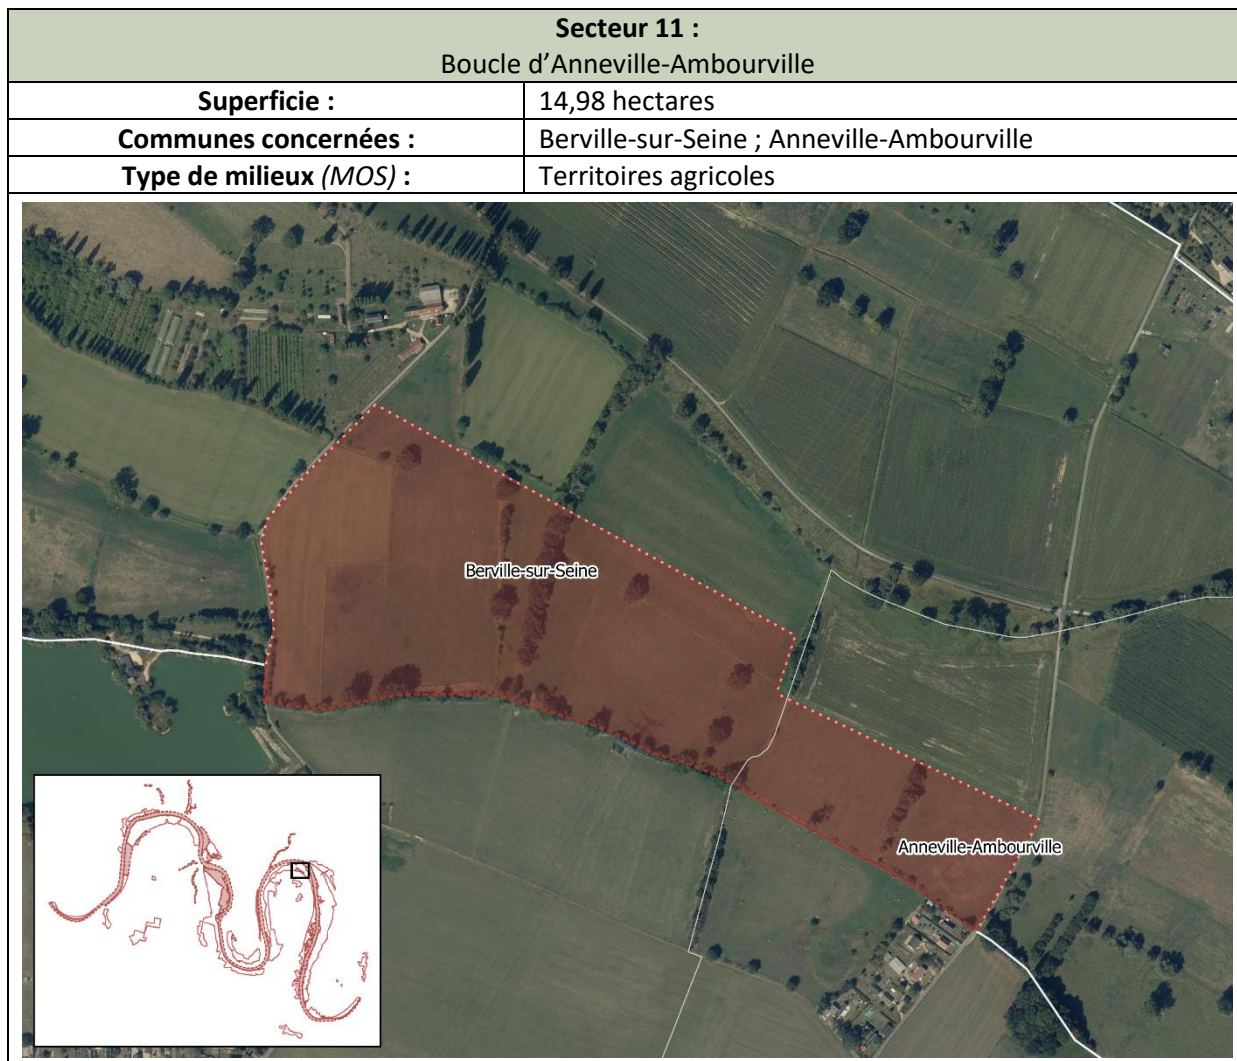 Secteur 11 :
Boucle d'Anneville-Ambourville
Superficie : 14,98 hectares
Communes concernées : Berville-sur-Seine ; Anneville-Ambourville
Type de milieux (MOS) : Territoires agricoles
Berville-sur-Seine
Anneville-Ambourville